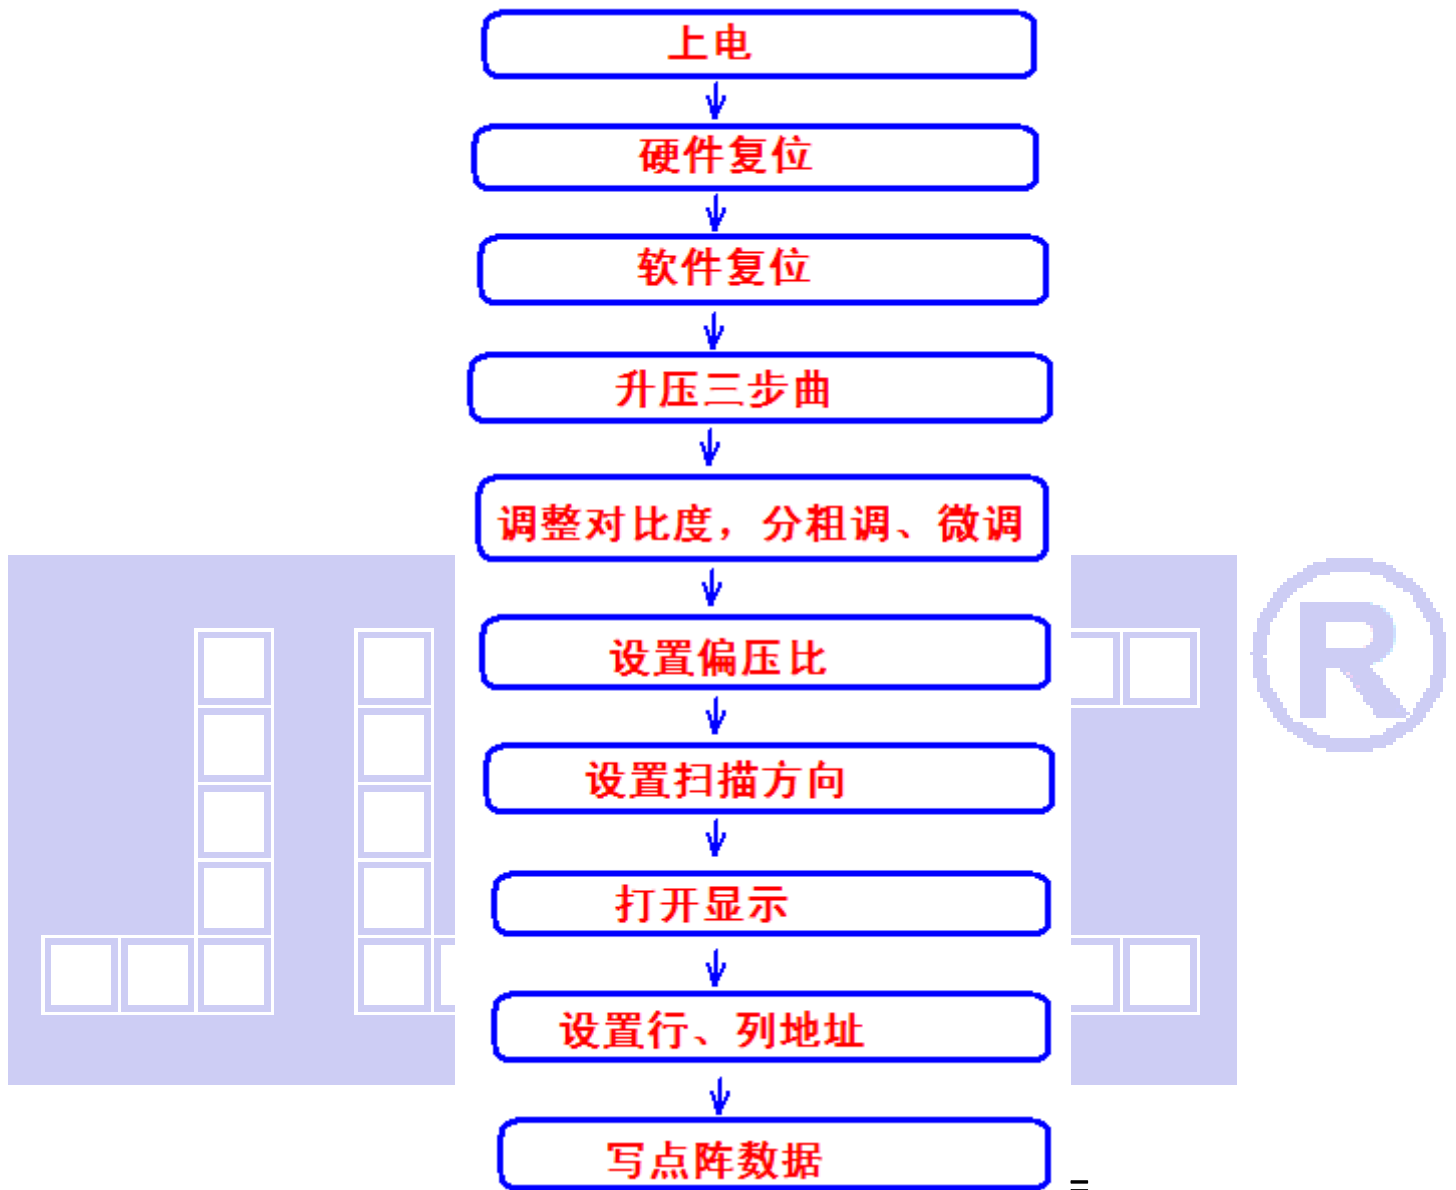 上电
硬件复位
软件复位
升压三步曲
调整对比度，分粗调、微调
设置偏压比
设置扫描方向
®
打开显示
设置行、列地址
写点阵数据